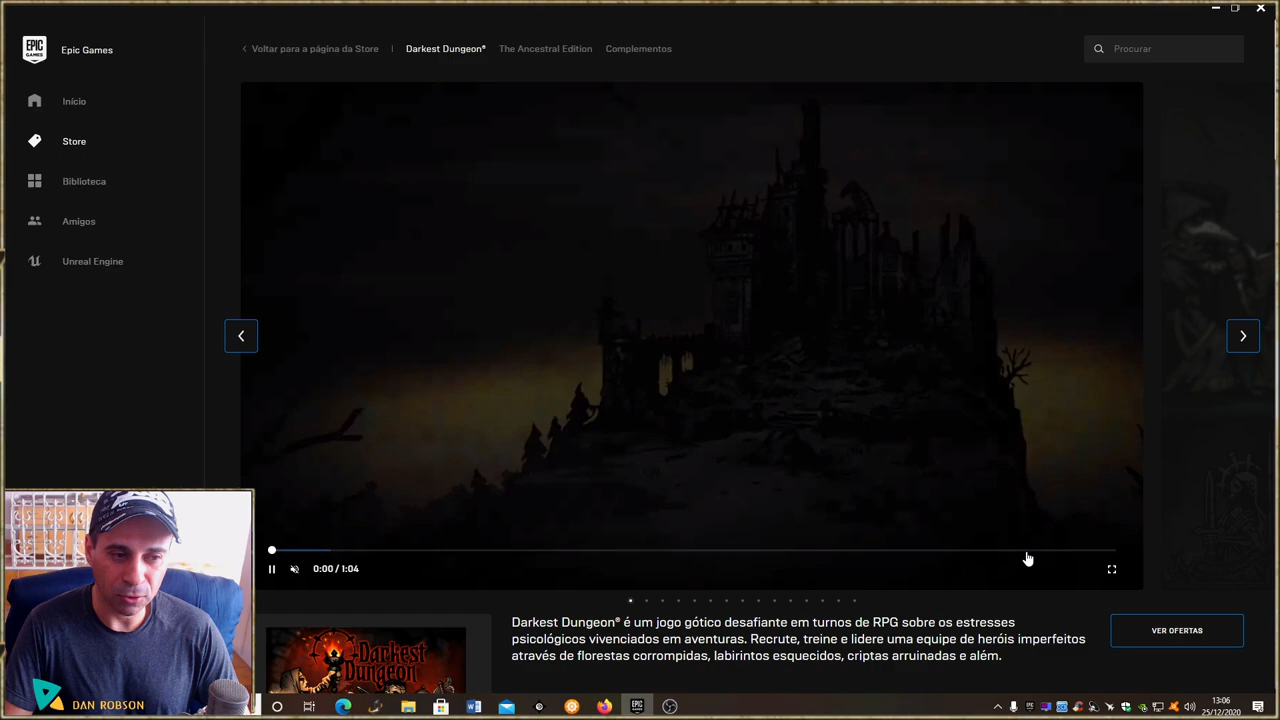 EPIC
GAMES
Epic Games
Voltar para a página da Store
Darkest Dungeon®
The Ancestral Edition
Complementos
Procurar
Início
Store
Biblioteca
Amigos
Unreal Engine
0:00 / 1:04
Darkest Dungeon® é um jogo gótico desafiante em turnos de RPG sobre os estresses
psicológicos vivenciados em aventuras. Recrute, treine e lidere uma equipe de heróis imperfeitos
através de florestas corrompidas, labirintos esquecidos, criptas arruinadas e além.
VER OFERTAS
Darkest
Dungeon
DAN ROBSON
13:06
25/12/2020